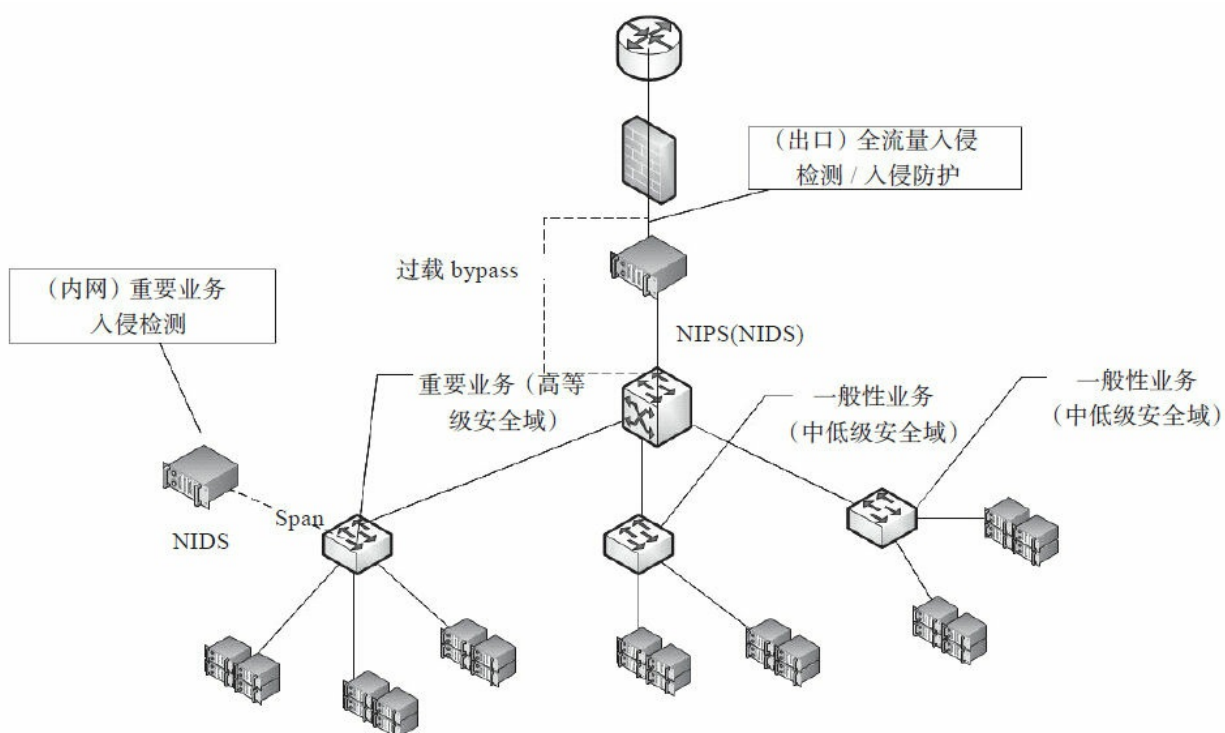 （出口）全流量入侵
检测 / 入侵防护
过载 bypass
（内网）重要业务
入侵检测
NIPS(NIDS)
重要业务（高等
级安全域）
一般性业务
（中低级安全域）
一般性业务
（中低级安全域）
Span
NIDS